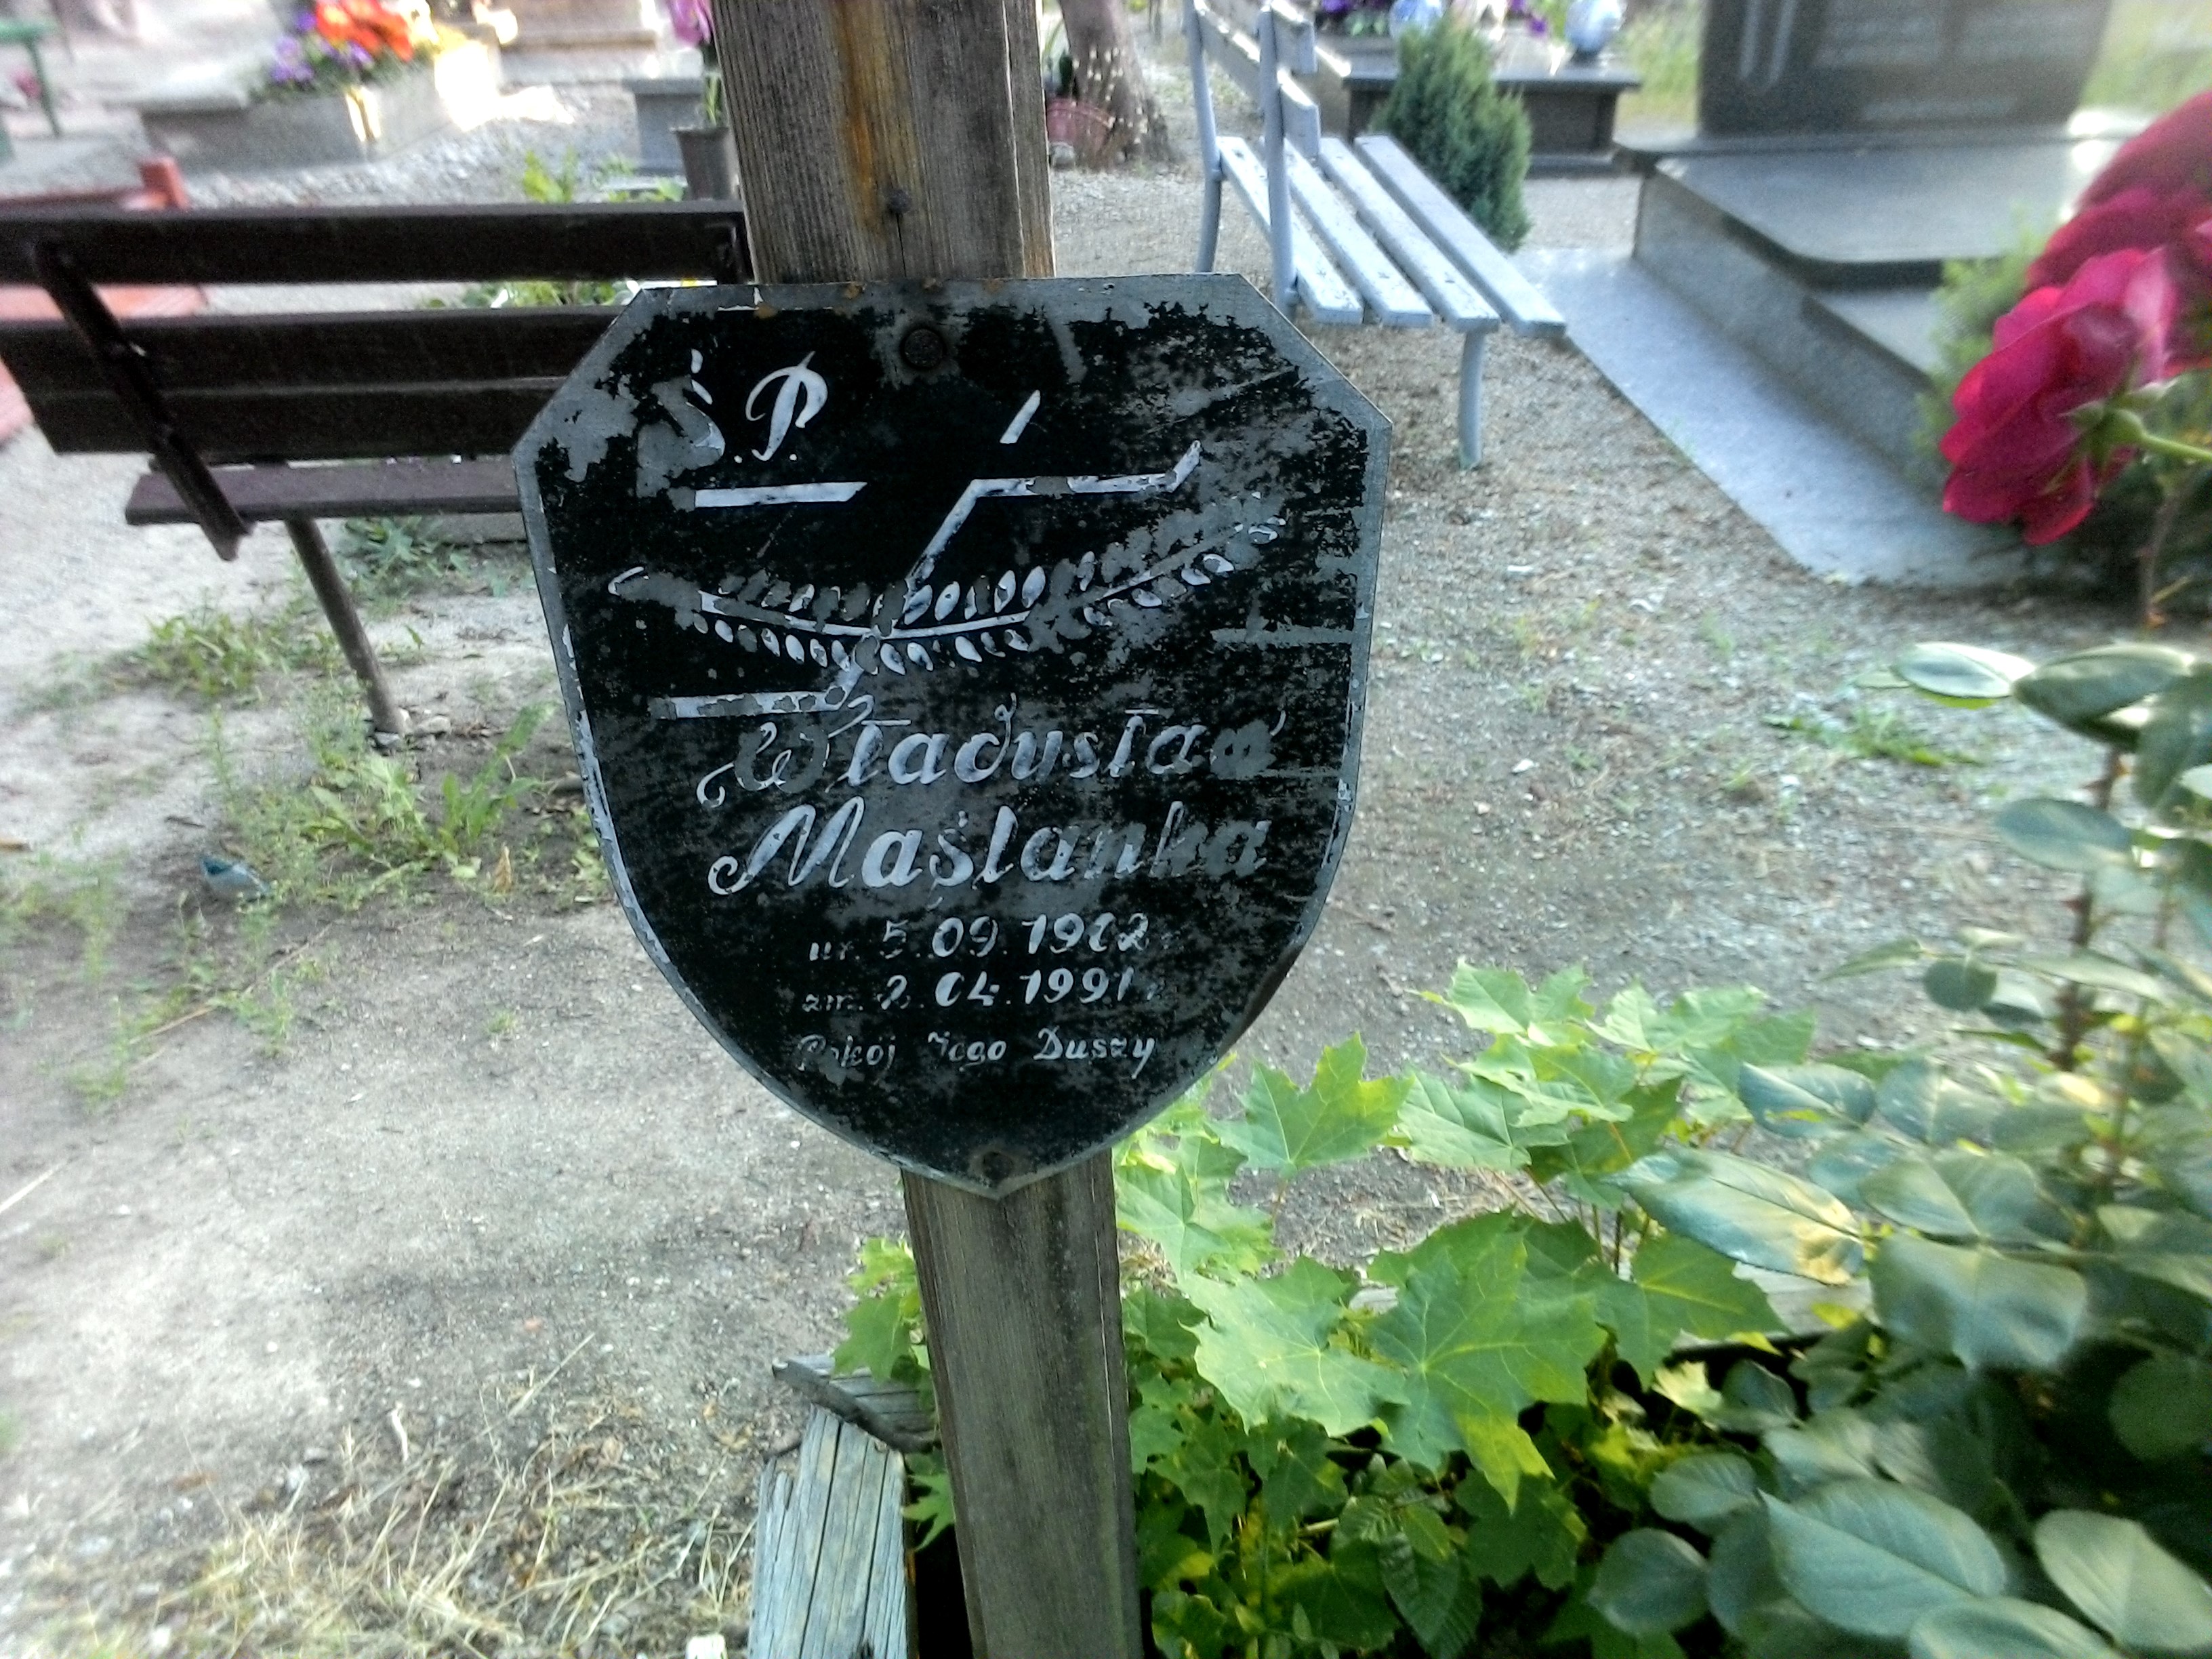 Ś.P.
Władysław
Maślanka
ur. 5.09.1902
zm. 2.04.1991
Pokój Jego Duszy